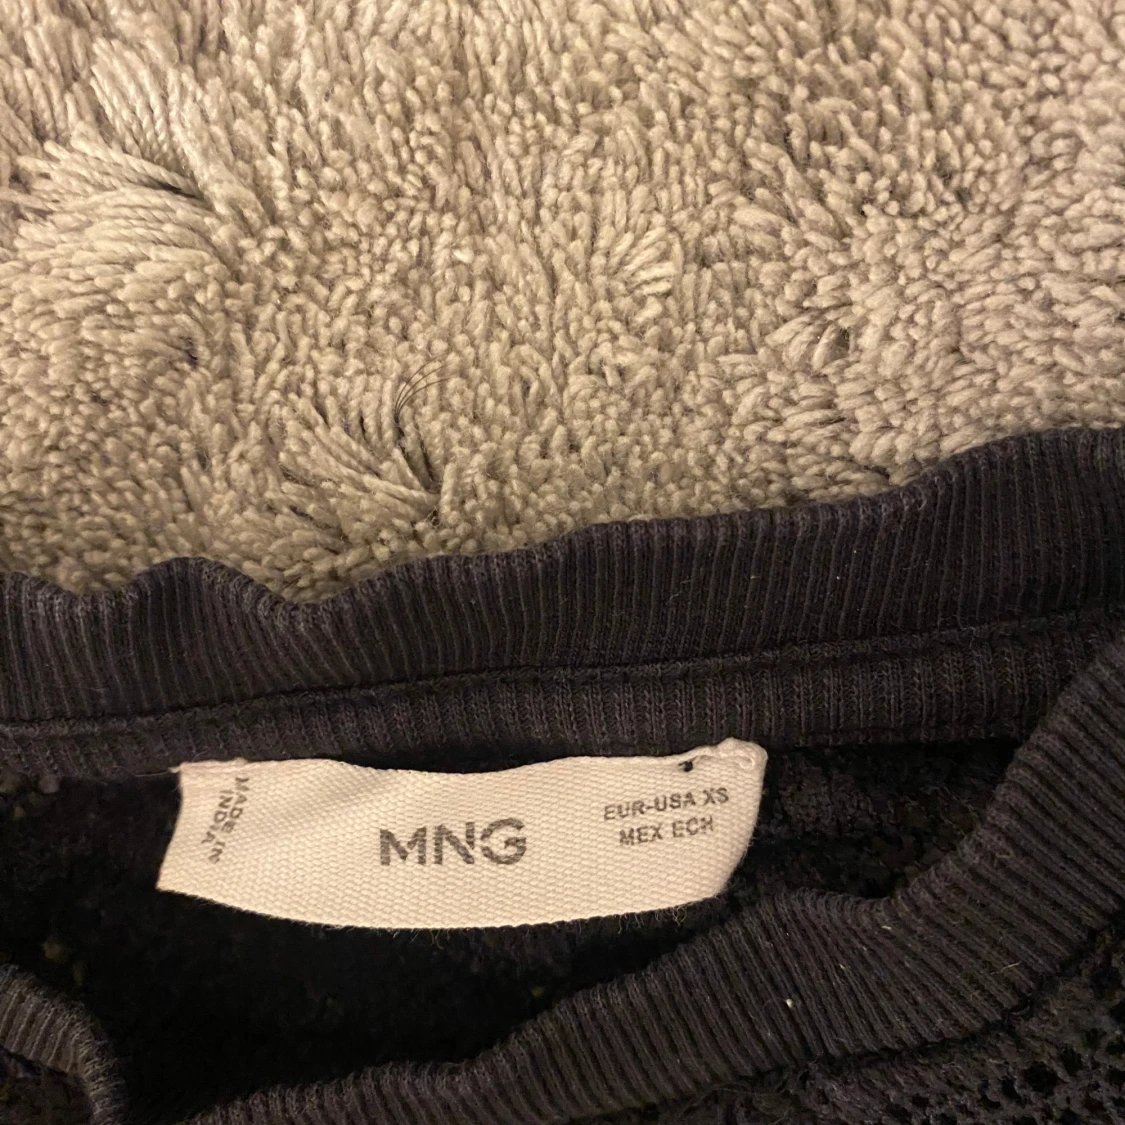 MADE IN
INDIA
MNG
EUR-USA XS
MEX ECH